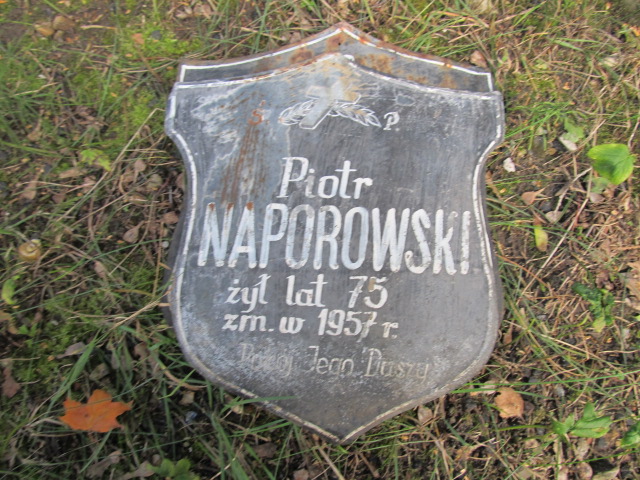 P.
Piotr
NAPOROWSKI
żył lat 75
zm. w 1957 r.
Pokój Jego Duszy